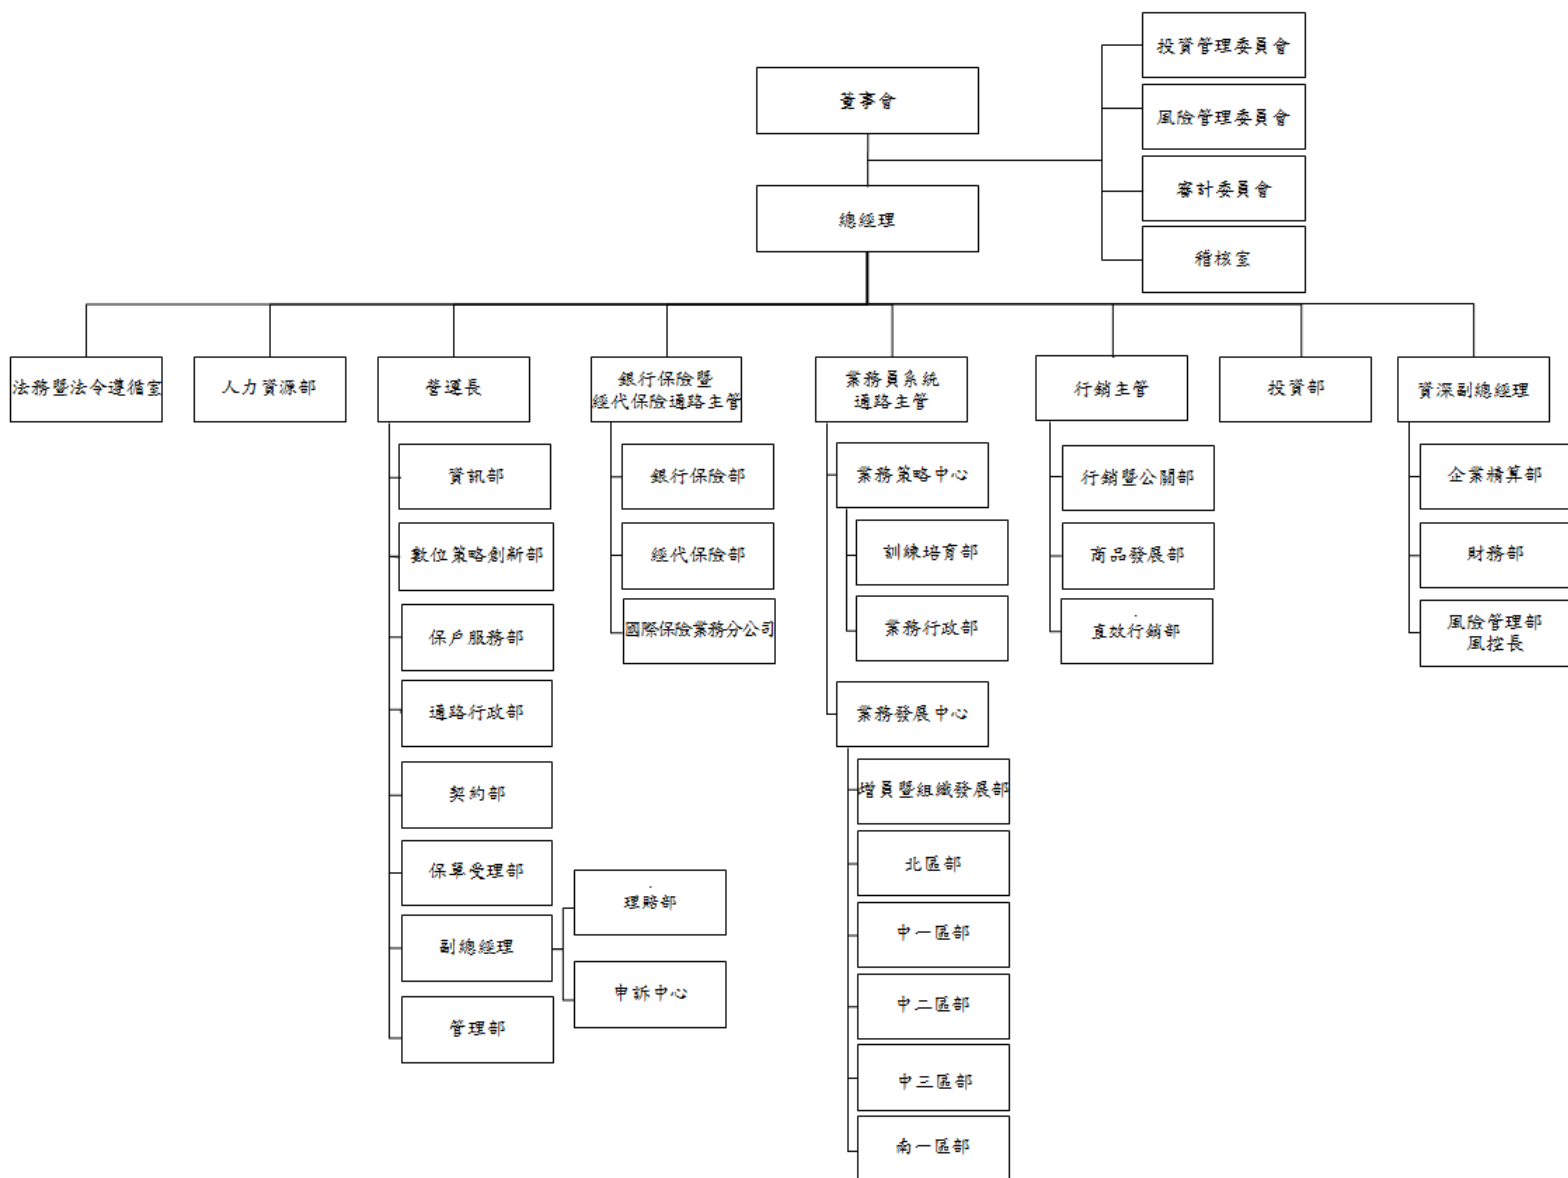 董事會
總經理
投資管理委員會
風險管理委員會
審計委員會
稽核室
法務暨法令遵循室
人力資源部
營運長
資訊部
數位策略創新部
保戶服務部
通路行政部
契約部
保單受理部
副總經理
理賠部
申訴中心
管理部
銀行保險暨
經代保險通路主管
銀行保險部
經代保險部
國際保險業務分公司
業務員系統
通路主管
業務策略中心
訓練培育部
業務行政部
業務發展中心
增員暨組織發展部
北區部
中一區部
中二區部
中三區部
南一區部
行銷主管
行銷暨公關部
商品發展部
直效行銷部
投資部
資深副總經理
企業精算部
財務部
風險管理部
風控長